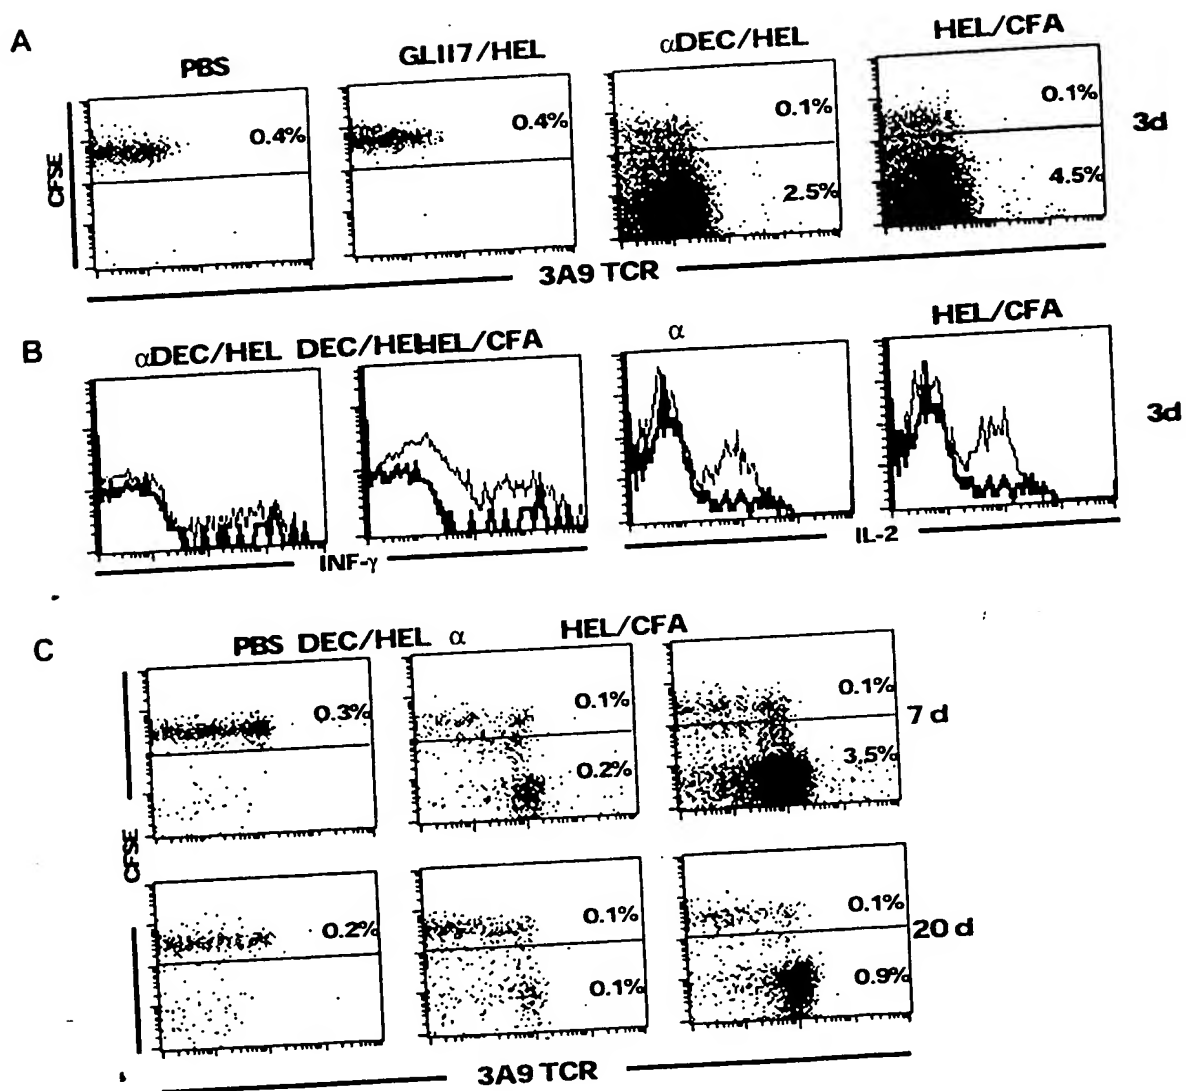 A
PBS
GL117/HEL
αDEC/HEL
HEL/CFA
CFSE
0.4%
0.4%
0.1%
2.5%
0.1%
4.5%
3d
3A9 TCR
B
αDEC/HEL DEC/HELHEL/CFA
α
HEL/CFA
3d
INF-γ
IL-2
C
PBS DEC/HEL α
HEL/CFA
0.3%
0.1%
0.2%
0.1%
3.5%
7 d
CFSE
0.2%
0.1%
0.1%
0.1%
0.9%
20 d
3A9 TCR